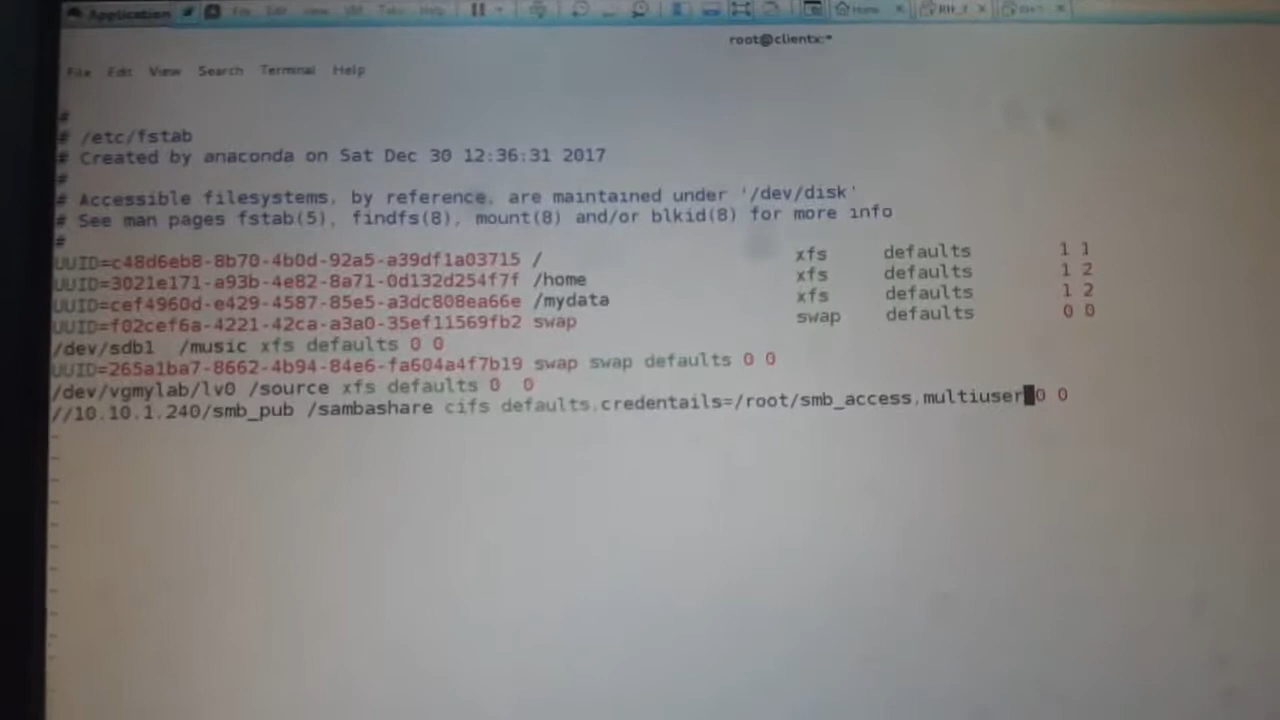 Application
Home
root@clientx:*
File Edit View Search Terminal Help
#
# /etc/fstab
# Created by anaconda on Sat Dec 30 12:36:31 2017
#
# Accessible filesystems, by reference, are maintained under '/dev/disk'
# See man pages fstab(5), findfs(8), mount(8) and/or blkid(8) for more info
#
UUID=c48d6eb8-8b70-4b0d-92a5-a39df1a03715 / xfs defaults 1 1
UUID=3021e171-a93b-4e82-8a71-0d132d254f7f /home xfs defaults 1 2
UUID=cef4960d-e429-4587-85e5-a3dc808ea66e /mydata xfs defaults 1 2
UUID=f02cef6a-4221-42ca-a3a0-35ef11569fb2 swap swap defaults 0 0
/dev/sdb1 /music xfs defaults 0 0
UUID=265a1ba7-8662-4b94-84e6-fa604a4f7b19 swap swap defaults 0 0
/dev/vgmylab/lv0 /source xfs defaults 0 0
//10.10.1.240/smb_pub /sambashare cifs defaults,credentails=/root/smb_access,multiuser 0 0